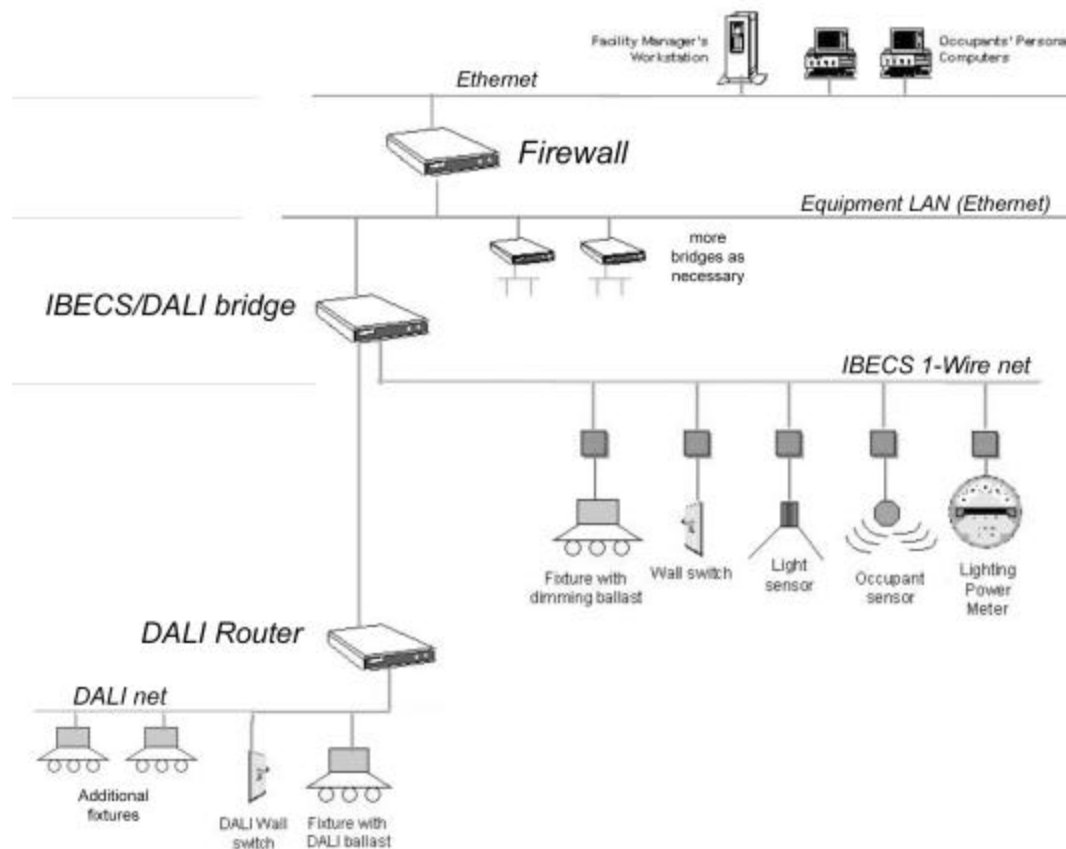 Facility Manager's
Workstation
Occupants' Persona
Computers
Ethernet
Firewall
Equipment LAN (Ethernet)
more
bridges as
necessary
IBECS/DALI bridge
IBECS 1-Wire net
Fixture with
dimming ballast
Wall switch
Light
sensor
Occupant
sensor
Lighting
Power
Meter
DALI Router
DALI net
Additional
fixtures
DALI Wall
switch
Fixture with
DALI ballast